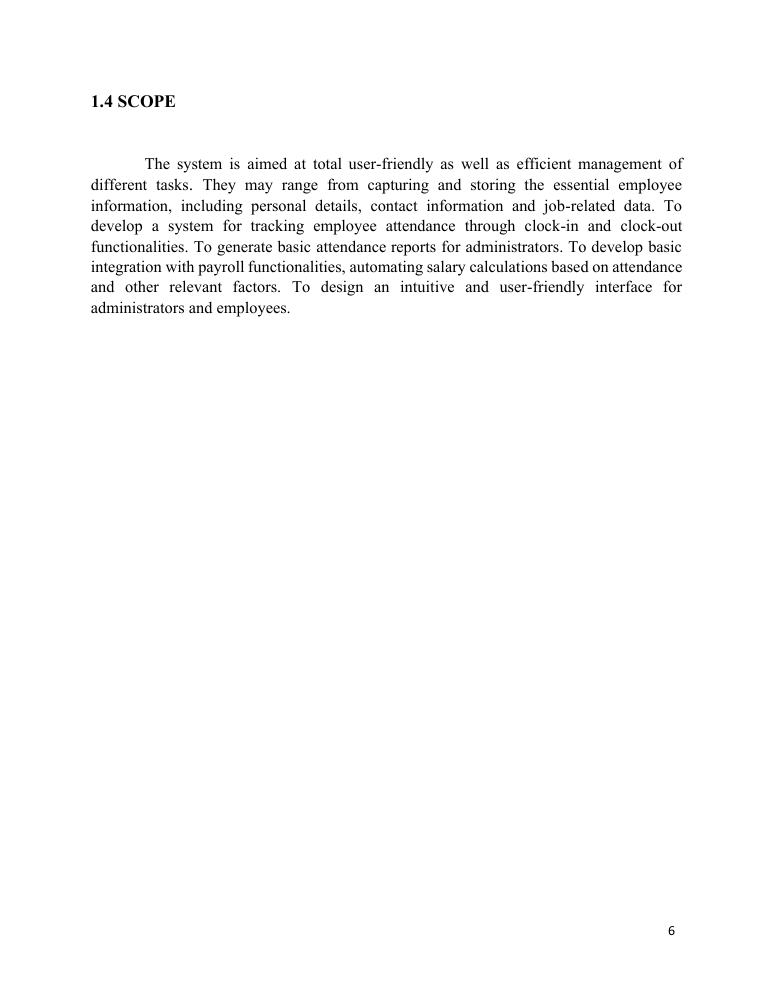 1.4 SCOPE
The system is aimed at total user-friendly as well as efficient management of
different tasks. They may range from capturing and storing the essential employee
information, including personal details, contact information and job-related data. To
develop a system for tracking employee attendance through clock-in and clock-out
functionalities. To generate basic attendance reports for administrators. To develop basic
integration with payroll functionalities, automating salary calculations based on attendance
and other relevant factors. To design an intuitive and user-friendly interface for
administrators and employees.
6